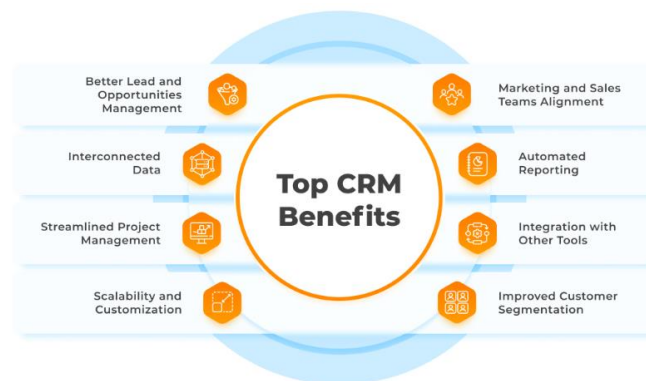 Better Lead and
Opportunities
Management
Interconnected
Data
Streamlined Project
Management
Scalability and
Customization
Top CRM
Benefits
Marketing and Sales
Teams Alignment
Automated
Reporting
Integration with
Other Tools
Improved Customer
Segmentation